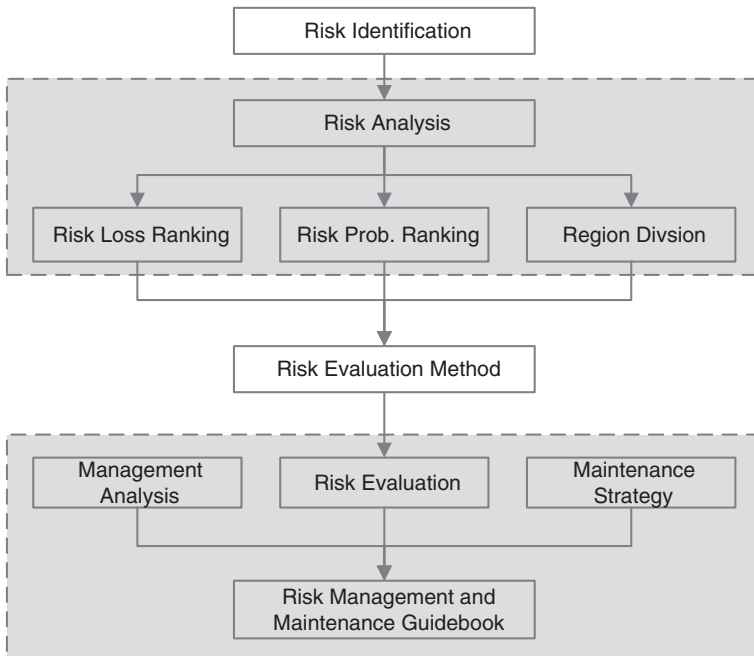 Risk Identification
Risk Analysis
Risk Loss Ranking
Risk Prob. Ranking
Region Divsion
Risk Evaluation Method
Management
Analysis
Risk Evaluation
Maintenance
Strategy
Risk Management and
Maintenance Guidebook